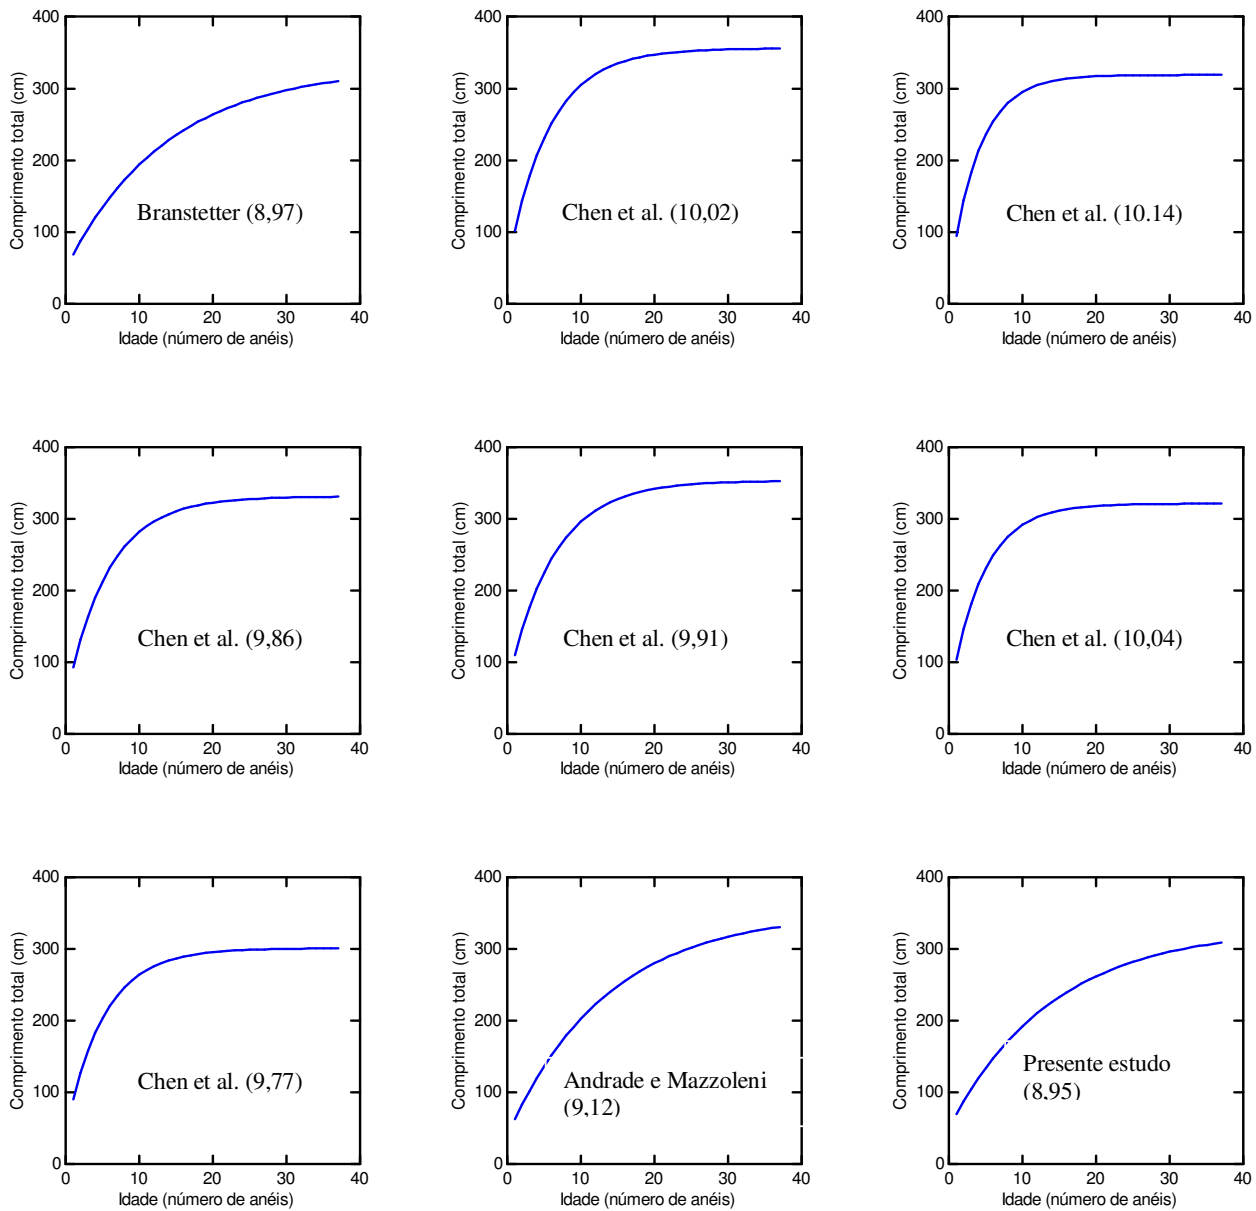 400
300
200
100
0
Comprimento total (cm)
Branstetter (8,97)
0 10 20 30 40
Idade (número de anéis)
400
300
200
100
0
Comprimento total (cm)
Chen et al. (10,02)
0 10 20 30 40
Idade (número de anéis)
400
300
200
100
0
Comprimento total (cm)
Chen et al. (10.14)
0 10 20 30 40
Idade (número de anéis)
400
300
200
100
0
Comprimento total (cm)
Chen et al. (9,86)
0 10 20 30 40
Idade (número de anéis)
400
300
200
100
0
Comprimento total (cm)
Chen et al. (9,91)
0 10 20 30 40
Idade (número de anéis)
400
300
200
100
0
Comprimento total (cm)
Chen et al. (10,04)
0 10 20 30 40
Idade (número de anéis)
400
300
200
100
0
Comprimento total (cm)
Chen et al. (9,77)
0 10 20 30 40
Idade (número de anéis)
400
300
200
100
0
Comprimento total (cm)
Andrade e Mazzoleni
(9,12)
0 10 20 30 40
Idade (número de anéis)
400
300
200
100
0
Comprimento total (cm)
Presente estudo
(8,95)
0 10 20 30 40
Idade (número de anéis)